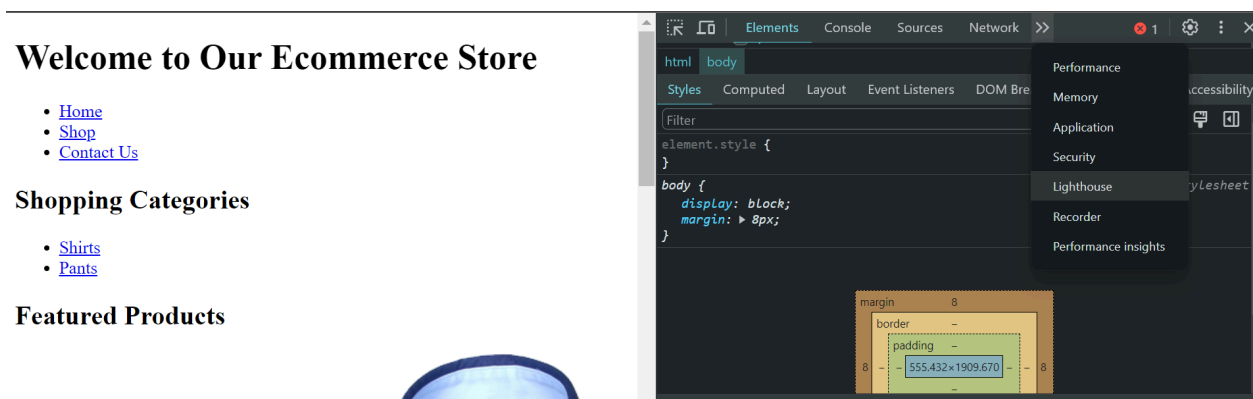 Welcome to Our Ecommerce Store
Home
Shop
Contact Us
Shopping Categories
Shirts
Pants
Featured Products
Elements Console Sources Network 1
html body
Styles Computed Layout Event Listeners DOM Bre ccessibility
Filter
element.style {
}
body { ylesheet
display: block;
margin: 8px;
}
Performance
Memory
Application
Security
Lighthouse
Recorder
Performance insights
margin 8
border –
padding –
8 – – 555.432×1909.670 – – 8
–